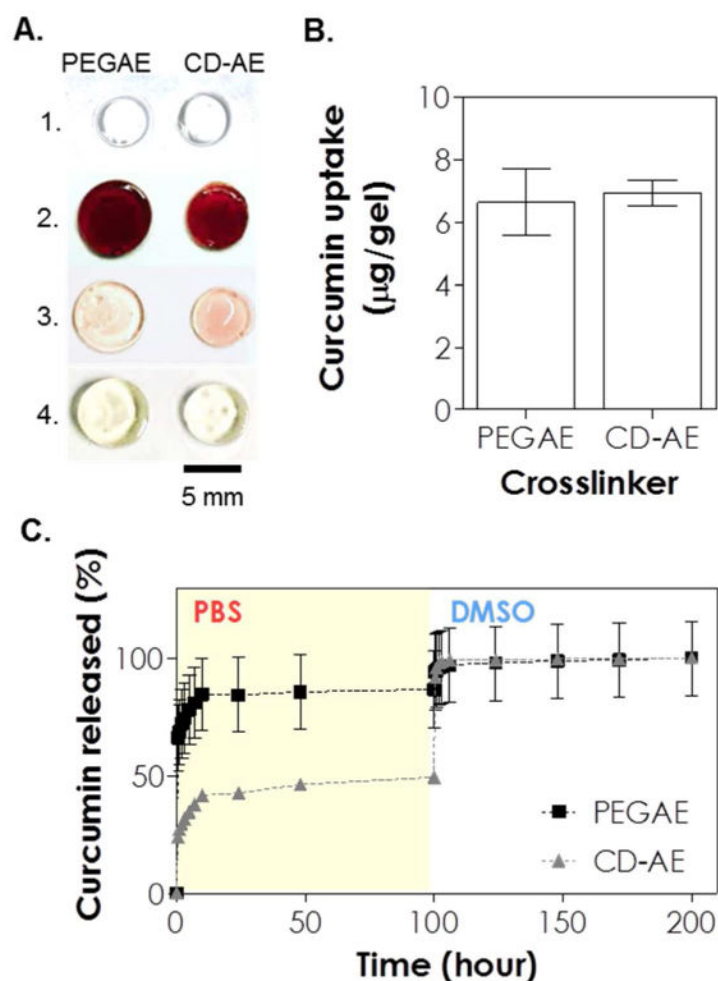 A.
PEGAE CD-AE
1.
2.
3.
4.
5 mm
B.
Curcumin uptake
(μg/gel)
10
8
6
4
2
0
PEGAE CD-AE
Crosslinker
C.
Curcumin released (%)
PBS DMSO
100
50
0
PEGAE
CD-AE
0 50 100 150 200
Time (hour)